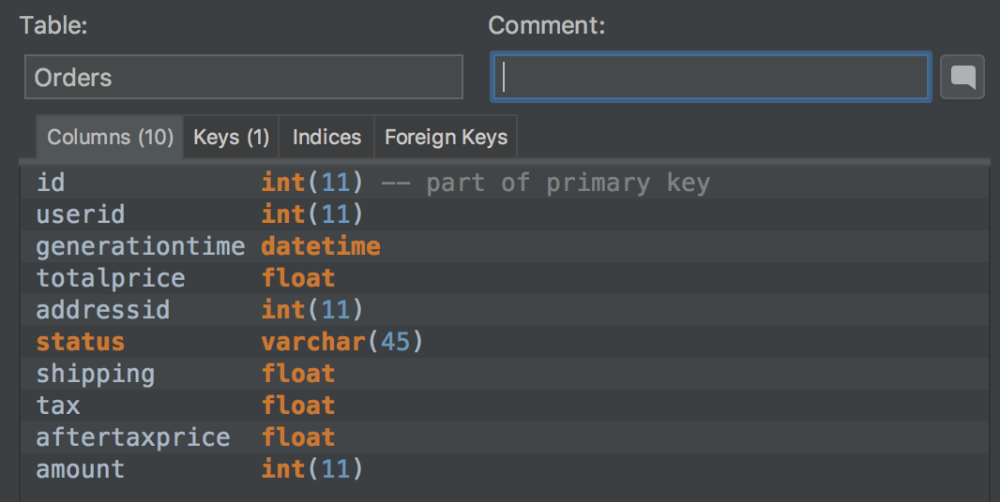 Table: Comment:
Orders
Columns (10) Keys (1) Indices Foreign Keys
id int(11) -- part of primary key
userid int(11)
generationtime datetime
totalprice float
addressid int(11)
status varchar(45)
shipping float
tax float
aftertaxprice float
amount int(11)